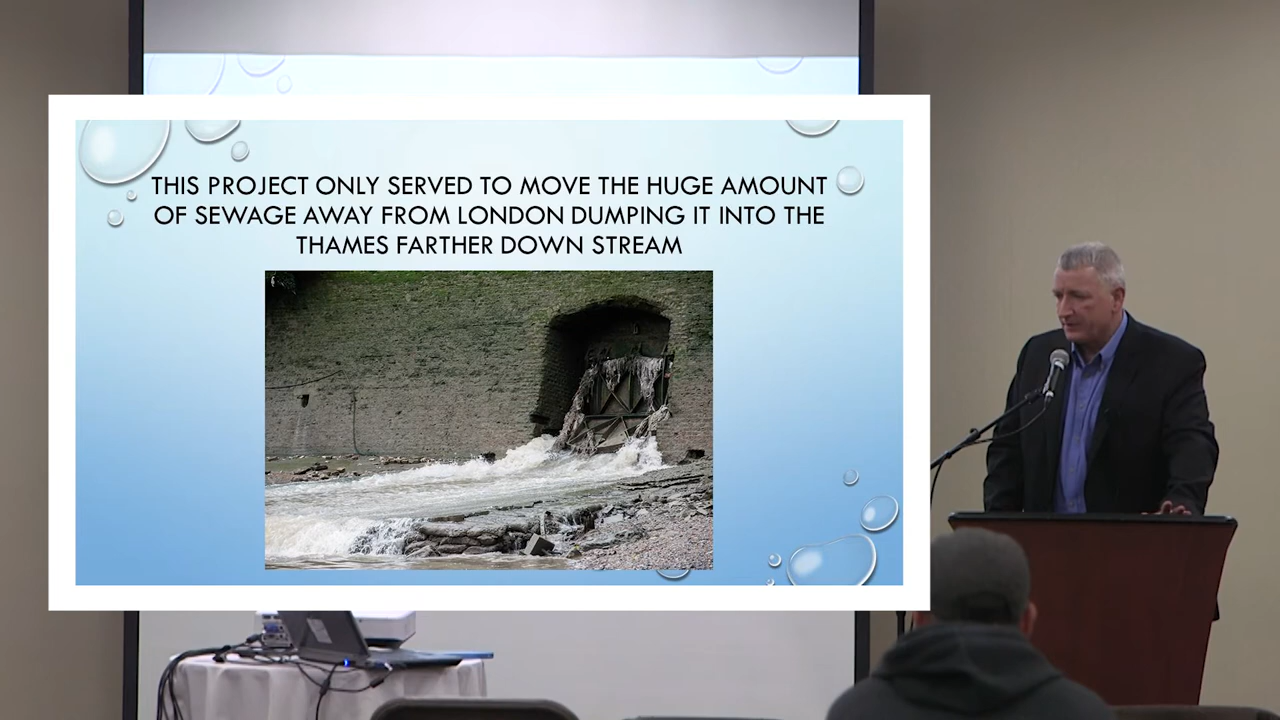 THIS PROJECT ONLY SERVED TO MOVE THE HUGE AMOUNT
OF SEWAGE AWAY FROM LONDON DUMPING IT INTO THE
THAMES FARTHER DOWN STREAM